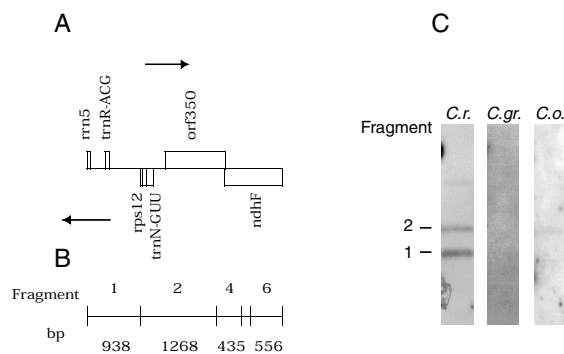 A
rrn5
trnR-ACG
orf350
rps12
trnN-GUU
ndhF
B
Fragment 1 2 4 6
bp 938 1268 435 556
C
C.r. C.gr. C.o.
Fragment
2
1